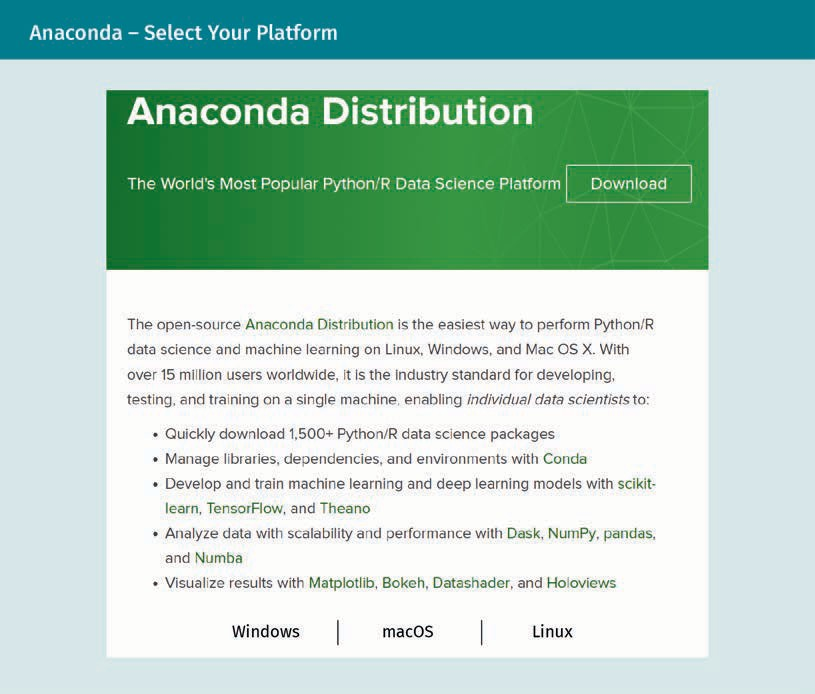 Anaconda – Select Your Platform
Anaconda Distribution
The World's Most Popular Python/R Data Science Platform Download
The open-source Anaconda Distribution is the easiest way to perform Python/R
data science and machine learning on Linux, Windows, and Mac OS X. With
over 15 million users worldwide, it is the industry standard for developing,
testing, and training on a single machine, enabling individual data scientists to:
• Quickly download 1,500+ Python/R data science packages
• Manage libraries, dependencies, and environments with Conda
• Develop and train machine learning and deep learning models with scikit-
learn, TensorFlow, and Theano
• Analyze data with scalability and performance with Dask, NumPy, pandas,
and Numba
• Visualize results with Matplotlib, Bokeh, Datashader, and Holoviews
Windows | macOS | Linux